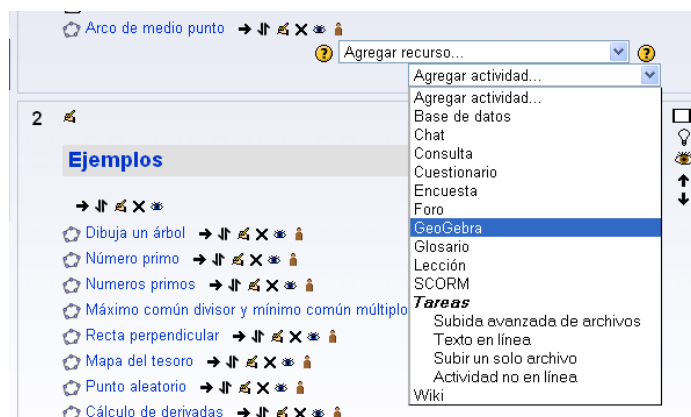 Arco de medio punto
Agregar recurso...
Agregar actividad...
Agregar actividad...
Base de datos
Chat
Consulta
Cuestionario
Encuesta
Foro
GeoGebra
Glosario
Lección
SCORM
Tareas
Subida avanzada de archivos
Texto en línea
Subir un solo archivo
Actividad no en línea
Wiki
2
Ejemplos
Dibuja un árbol
Número primo
Numeros primos
Máximo común divisor y mínimo común múltiplo
Recta perpendicular
Mapa del tesoro
Punto aleatorio
Cálculo de derivadas